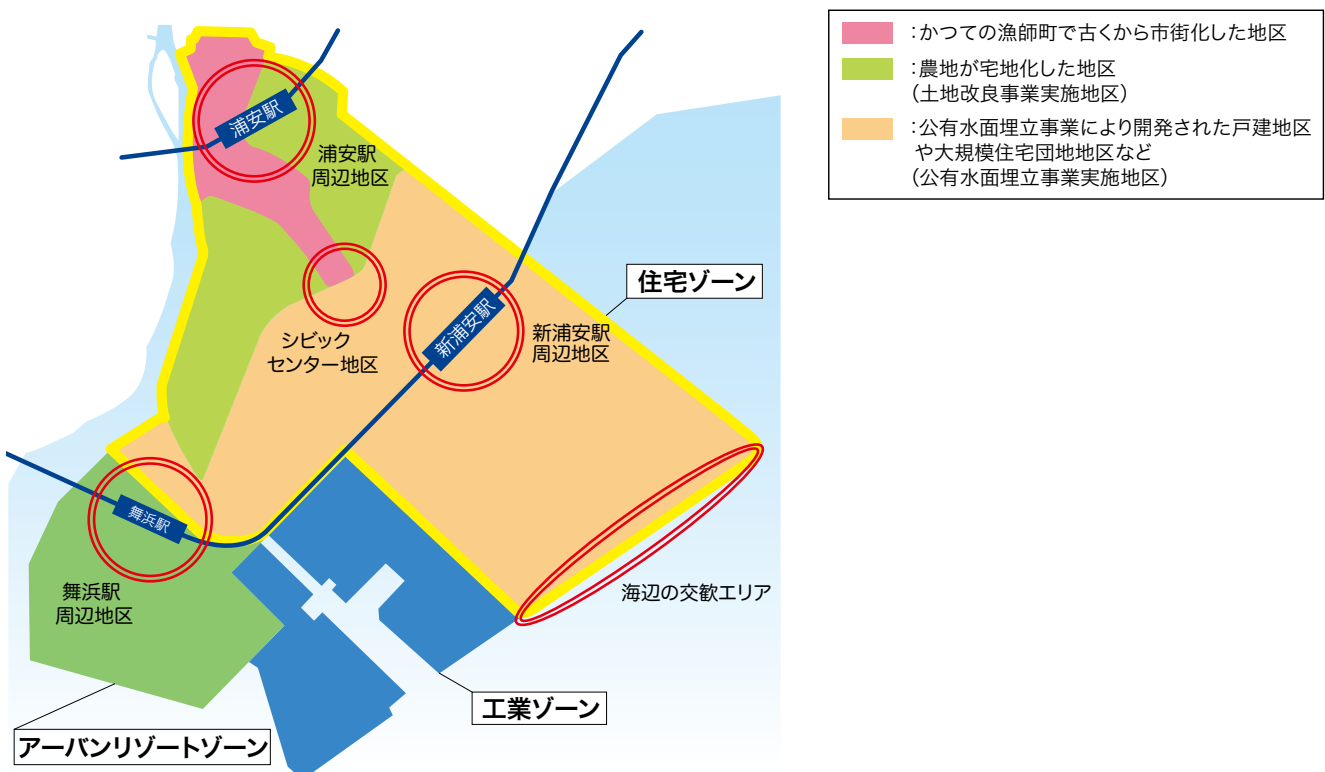 浦安駅
浦安駅
周辺地区
シビック
センター地区
新浦安駅
新浦安駅
周辺地区
住宅ゾーン
舞浜駅
舞浜駅
周辺地区
海辺の交歓エリア
工業ゾーン
アーバンリゾートゾーン
：かつての漁師町で古くから市街化した地区
：農地が宅地化した地区
（土地改良事業実施地区）
：公有水面埋立事業により開発された戸建地区
や大規模住宅団地地区など
（公有水面埋立事業実施地区）